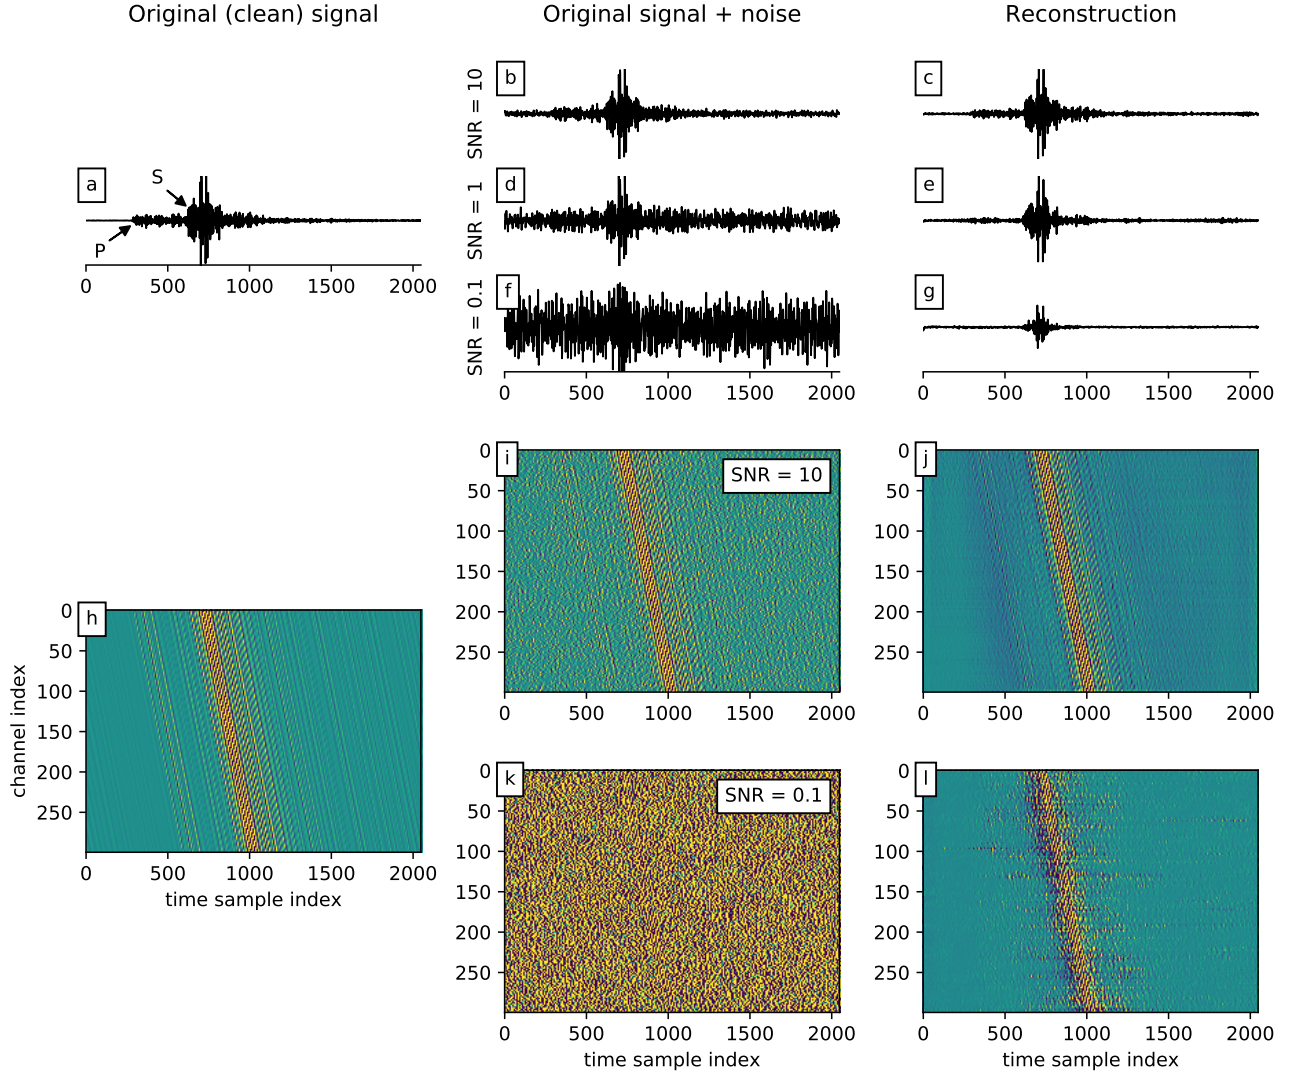 Original (clean) signal
Original signal + noise
Reconstruction
a
S
P
0 500 1000 1500 2000
SNR = 10
b
c
SNR = 1
d
e
SNR = 0.1
f
g
0 500 1000 1500 2000
0 500 1000 1500 2000
h
channel index
0
50
100
150
200
250
0 500 1000 1500 2000
time sample index
i
SNR = 10
0
50
100
150
200
250
0 500 1000 1500 2000
j
0
50
100
150
200
250
0 500 1000 1500 2000
k
SNR = 0.1
0
50
100
150
200
250
0 500 1000 1500 2000
time sample index
l
0
50
100
150
200
250
0 500 1000 1500 2000
time sample index